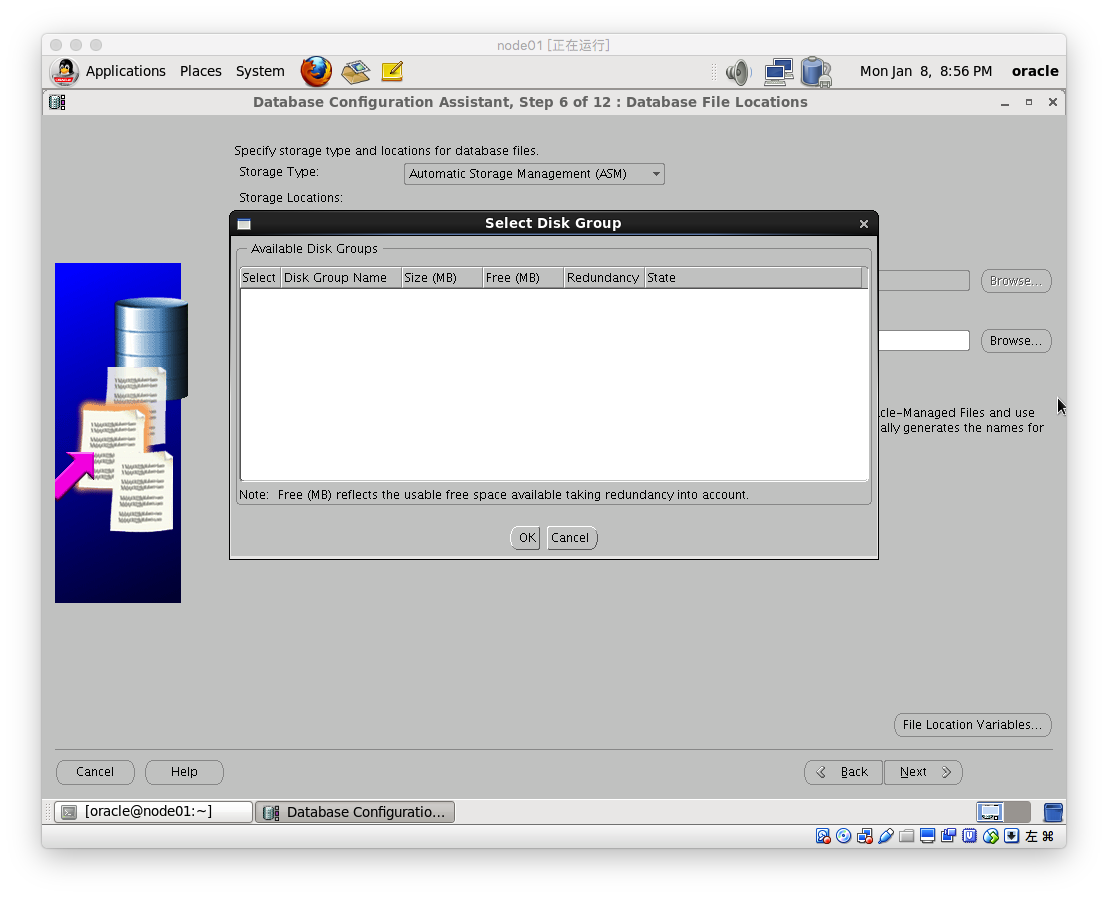 node01 [正在运行]
Applications Places System Mon Jan 8, 8:56 PM oracle
Database Configuration Assistant, Step 6 of 12 : Database File Locations
Specify storage type and locations for database files.
Storage Type: Automatic Storage Management (ASM)
Storage Locations:
Select Disk Group
Available Disk Groups
Select Disk Group Name Size (MB) Free (MB) Redundancy State
Browse...
Browse...
cle-Managed Files and use
ally generates the names for
Note: Free (MB) reflects the usable free space available taking redundancy into account.
OK Cancel
File Location Variables...
Cancel Help Back Next
[oracle@node01:~] Database Configuratio...
左 ⌘